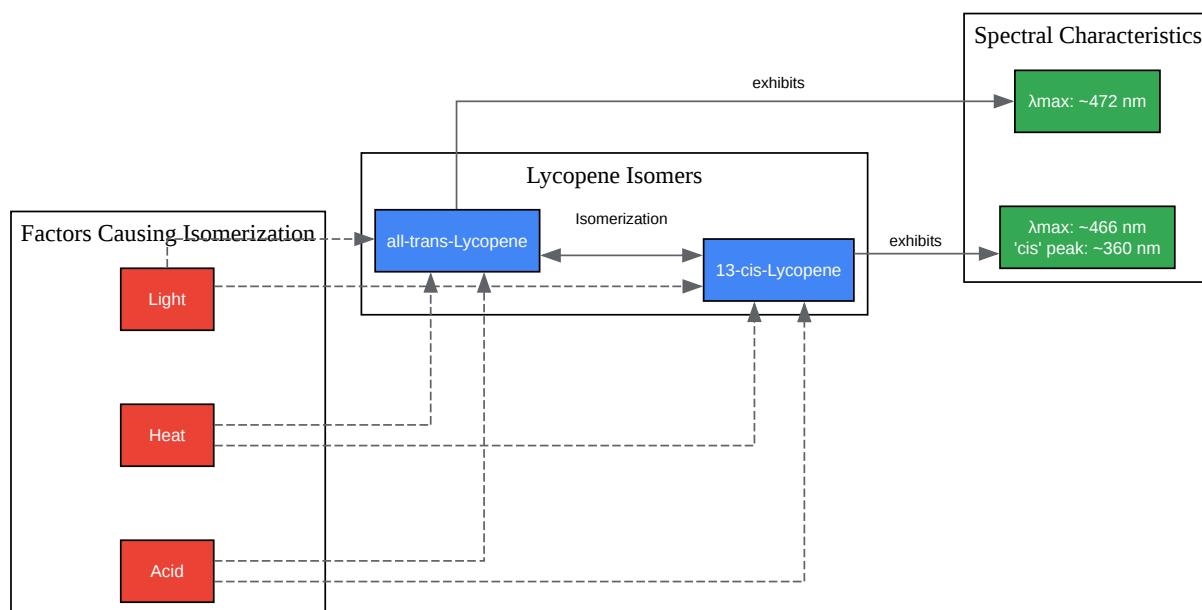 Spectral Characteristics
exhibits
λmax: ~472 nm
Lycopene Isomers
Factors Causing Isomerization
all-trans-Lycopene
Isomerization
13-cis-Lycopene
exhibits
λmax: ~466 nm
'cis' peak: ~360 nm
Light
Heat
Acid